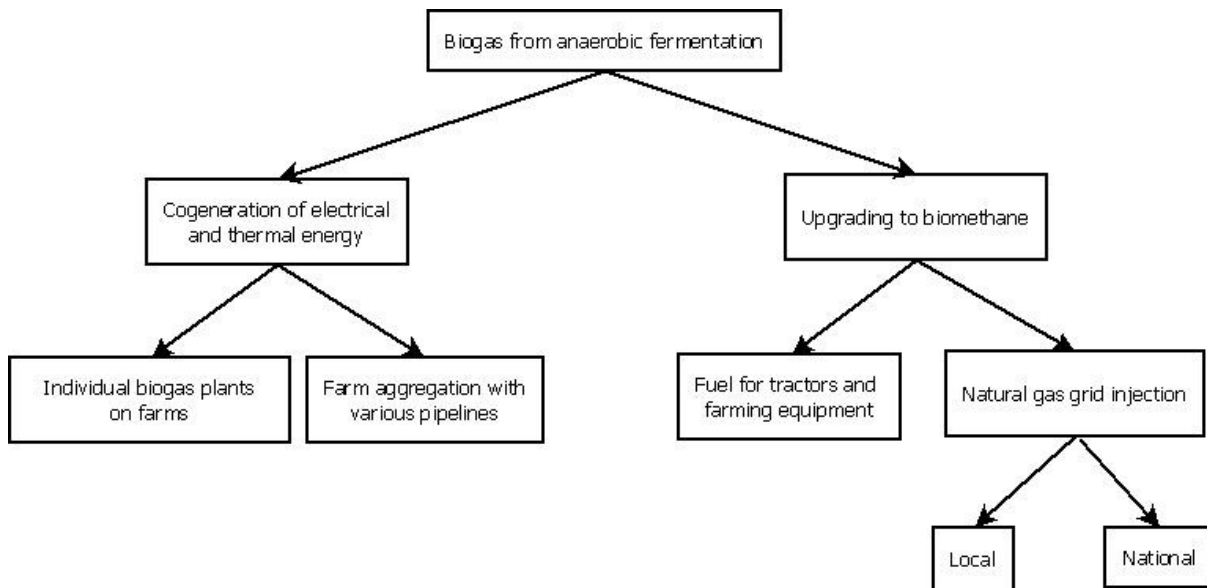 Biogas from anaerobic fermentation
Cogeneration of electrical
and thermal energy
Upgrading to biomethane
Individual biogas plants
on farms
Farm aggregation with
various pipelines
Fuel for tractors and
farming equipment
Natural gas grid injection
Local
National